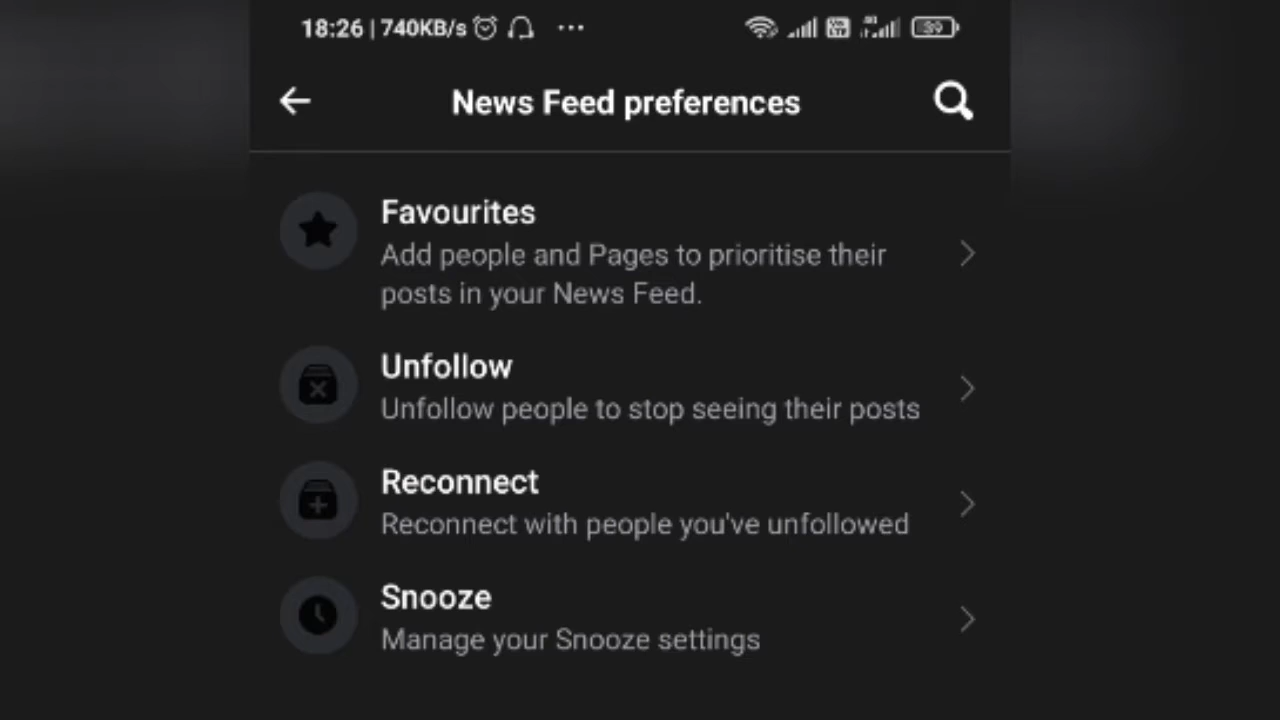 18:26 | 740KB/s ...
39
News Feed preferences
Favourites
Add people and Pages to prioritise their
posts in your News Feed.
Unfollow
Unfollow people to stop seeing their posts
Reconnect
Reconnect with people you've unfollowed
Snooze
Manage your Snooze settings